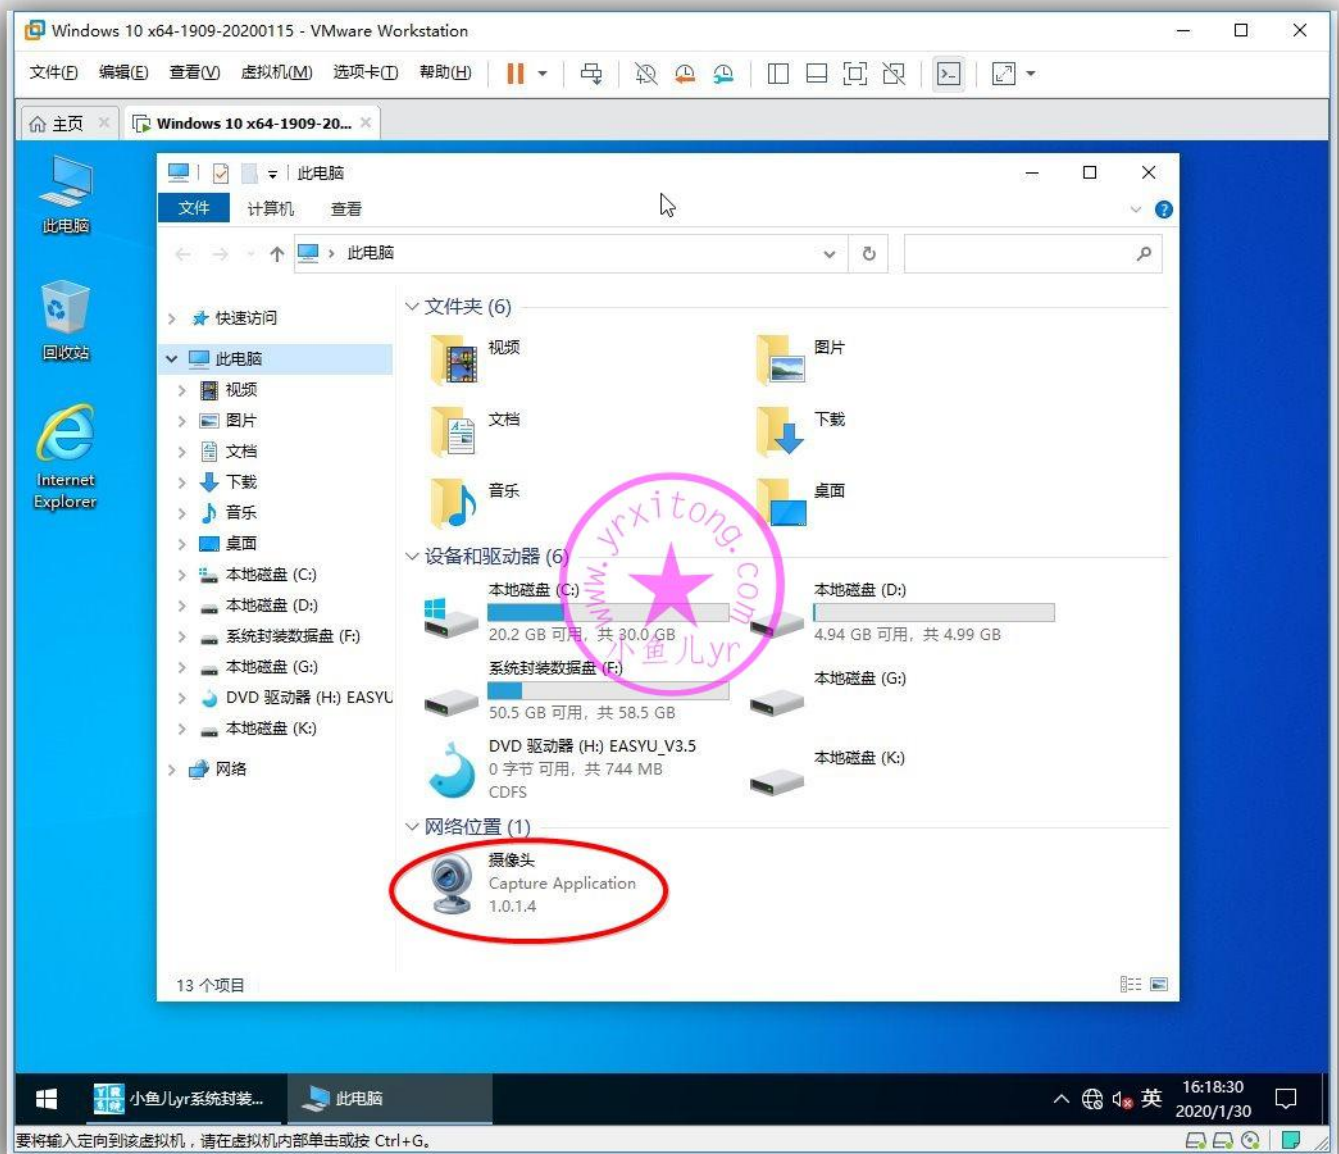 Windows 10 x64-1909-20200115 - VMware Workstation
文件(F) 编辑(E) 查看(V) 虚拟机(M) 选项卡(T) 帮助(H)
主页 Windows 10 x64-1909-20...
此电脑
回收站
Internet
Explorer
此电脑
文件 计算机 查看
此电脑
快速访问
此电脑
视频
图片
文档
下载
音乐
桌面
本地磁盘 (C:)
本地磁盘 (D:)
系统封装数据盘 (F:)
本地磁盘 (G:)
DVD 驱动器 (H:) EASYU
本地磁盘 (K:)
网络
文件夹 (6)
视频
图片
文档
下载
音乐
桌面
设备和驱动器 (6)
本地磁盘 (C:)
20.2 GB 可用, 共 30.0 GB
本地磁盘 (D:)
4.94 GB 可用, 共 4.99 GB
系统封装数据盘 (F:)
50.5 GB 可用, 共 58.5 GB
本地磁盘 (G:)
DVD 驱动器 (H:) EASYU_V3.5
0 字节 可用, 共 744 MB
CDFS
本地磁盘 (K:)
网络位置 (1)
摄像头
Capture Application
1.0.1.4
www.yrxitong.com
小鱼儿yr
13 个项目
小鱼儿yr系统封装...
此电脑
英
16:18:30
2020/1/30
要将输入定向到该虚拟机，请在虚拟机内部单击或按 Ctrl+G。